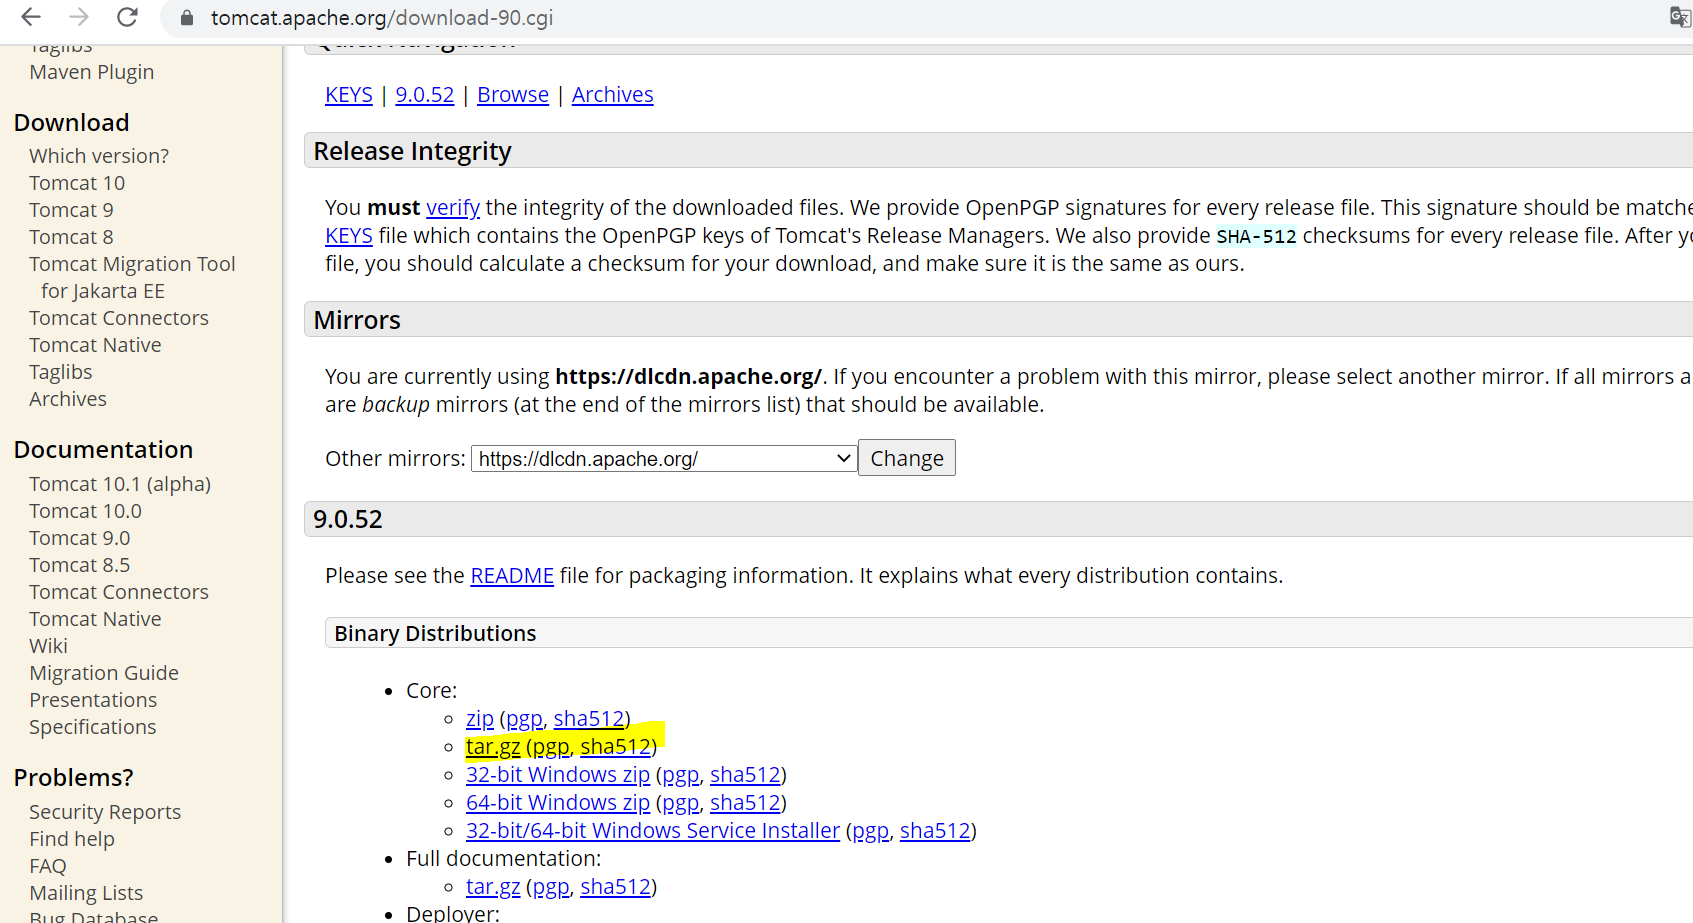 tomcat.apache.org/download-90.cgi
Taglibs
Maven Plugin
Download
Which version?
Tomcat 10
Tomcat 9
Tomcat 8
Tomcat Migration Tool
for Jakarta EE
Tomcat Connectors
Tomcat Native
Taglibs
Archives
Documentation
Tomcat 10.1 (alpha)
Tomcat 10.0
Tomcat 9.0
Tomcat 8.5
Tomcat Connectors
Tomcat Native
Wiki
Migration Guide
Presentations
Specifications
Problems?
Security Reports
Find help
FAQ
Mailing Lists
Bug Database
Quick Navigation
KEYS | 9.0.52 | Browse | Archives
Release Integrity
You must verify the integrity of the downloaded files. We provide OpenPGP signatures for every release file. This signature should be matche
KEYS file which contains the OpenPGP keys of Tomcat's Release Managers. We also provide SHA-512 checksums for every release file. After yo
file, you should calculate a checksum for your download, and make sure it is the same as ours.
Mirrors
You are currently using https://dlcdn.apache.org/. If you encounter a problem with this mirror, please select another mirror. If all mirrors a
are backup mirrors (at the end of the mirrors list) that should be available.
Other mirrors: https://dlcdn.apache.org/ Change
9.0.52
Please see the README file for packaging information. It explains what every distribution contains.
Binary Distributions
Core:
zip (pgp, sha512)
tar.gz (pgp, sha512)
32-bit Windows zip (pgp, sha512)
64-bit Windows zip (pgp, sha512)
32-bit/64-bit Windows Service Installer (pgp, sha512)
Full documentation:
tar.gz (pgp, sha512)
Deployer: